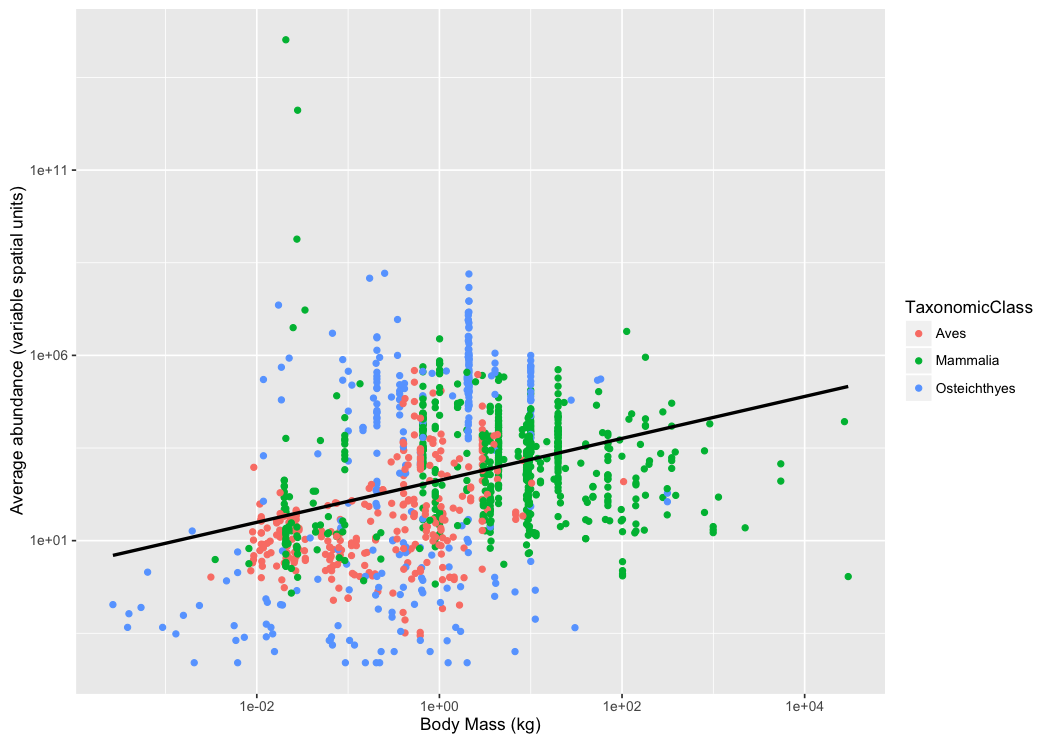 Average abundance (variable spatial units)
1e+11
1e+06
1e+01
1e-02
1e+00
1e+02
1e+04
Body Mass (kg)
TaxonomicClass
Aves
Mammalia
Osteichthyes